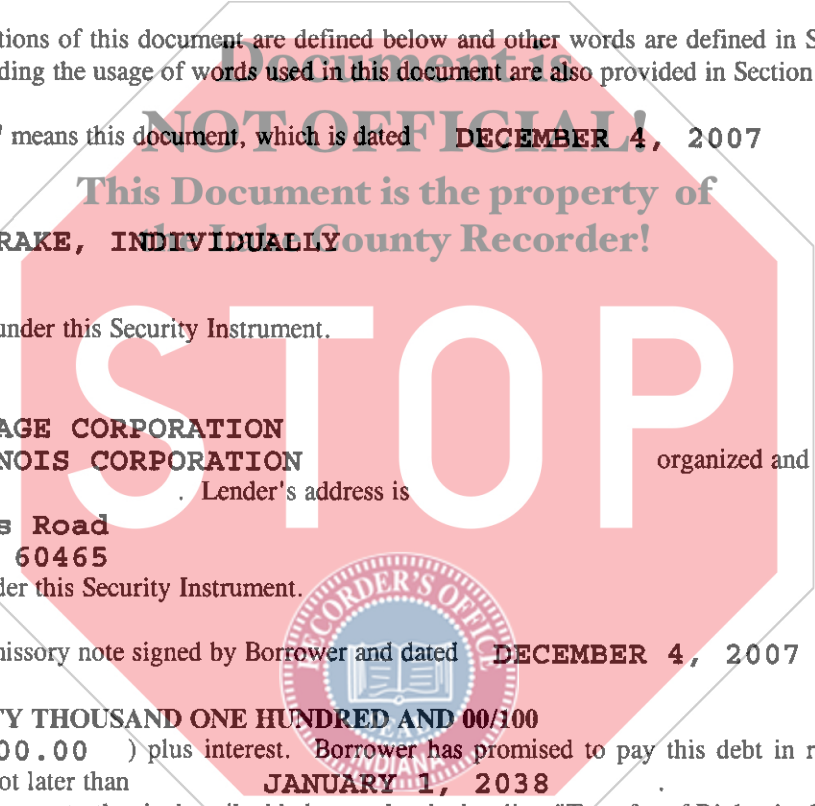 tions of this document are defined below and other words are defined in S
ding the usage of words used in this document are also provided in Section
Document is
" means this document, which is dated DECEMBER 4, 2007
NOT OFFICIAL!
This Document is the property of
RAKE, INDIVIDUALLY
the Lake County Recorder!
under this Security Instrument.
STOP
AGE CORPORATION
NOIS CORPORATION organized and
. Lender's address is
s Road
60465
der this Security Instrument.
RECORDER'S OFFICE
nissory note signed by Borrower and dated DECEMBER 4, 2007
TY THOUSAND ONE HUNDRED AND 00/100
00.00 ) plus interest. Borrower has promised to pay this debt in r
INDIANA
ot later than JANUARY 1, 2038 .